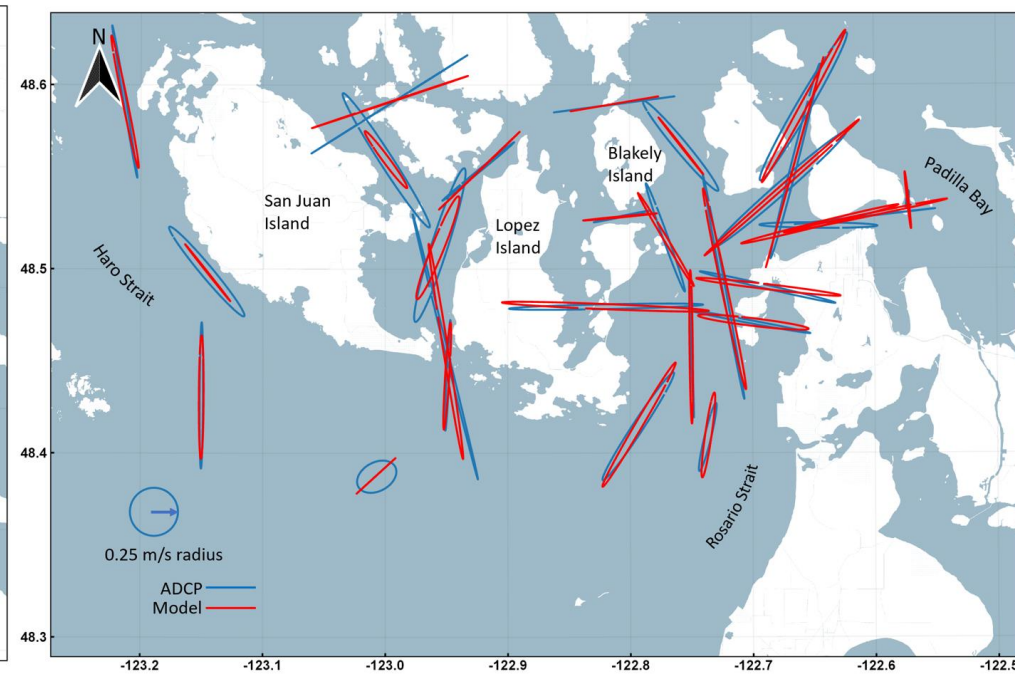 N
48.6
48.5
48.4
48.3
San Juan
Island
Haro Strait
Lopez
Island
Blakely
Island
Padilla Bay
Rosario Strait
0.25 m/s radius
ADCP
Model
-123.2
-123.1
-123.0
-122.9
-122.8
-122.7
-122.6
-122.5